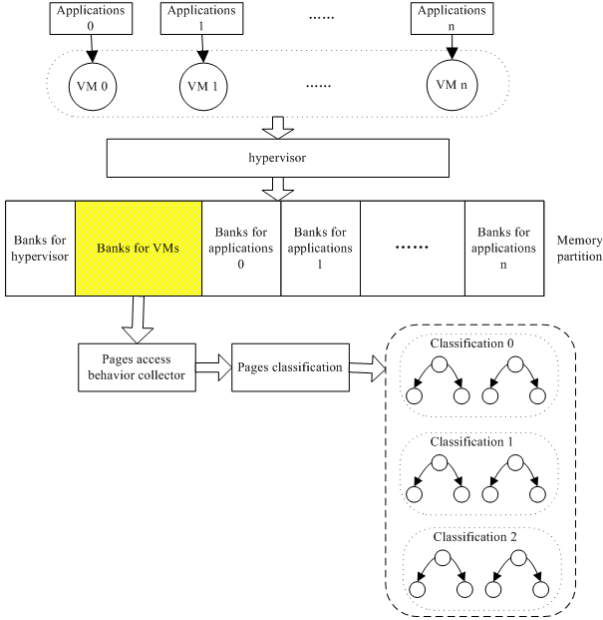 Applications
0
Applications
1
......
Applications
n
VM 0
VM 1
......
VM n
hypervisor
Banks for
hypervisor
Banks for VMs
Banks for
applications
0
Banks for
applications
1
......
Banks for
applications
n
Memory
partition
Pages access
behavior collector
Pages classification
Classification 0
Classification 1
Classification 2